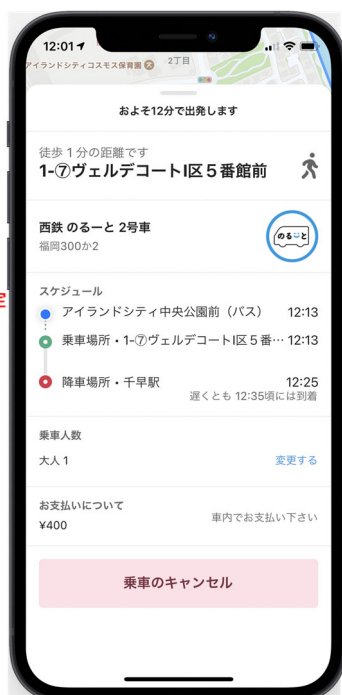 12:01
アイランドシティコスモス保育園
2丁目
およそ12分で出発します
徒歩 1 分の距離です
1-⑦ヴェルデコートI区５番館前
西鉄 のるーと 2号車
福岡300か2
のるーと
スケジュール
定
アイランドシティ中央公園前（バス） 12:13
乗車場所・1-⑦ヴェルデコートI区５番… 12:13
降車場所・千早駅 12:25
遅くとも 12:35頃には到着
乗車人数
大人 1 変更する
お支払いについて
¥400 車内でお支払い下さい
乗車のキャンセル